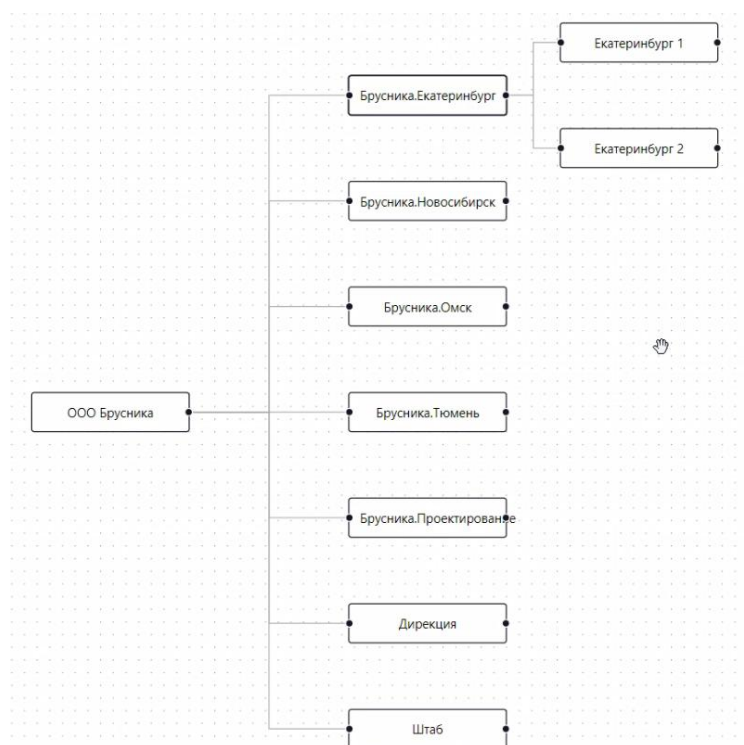 Екатеринбург 1
Брусника.Екатеринбург
Екатеринбург 2
Брусника.Новосибирск
Брусника.Омск
ООО Брусника
Брусника.Тюмень
Брусника.Проектирование
Дирекция
Штаб